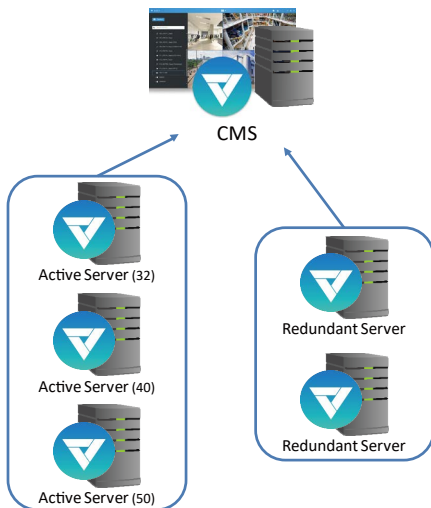 CMS
Active Server (32)
Active Server (40)
Active Server (50)
Redundant Server
Redundant Server